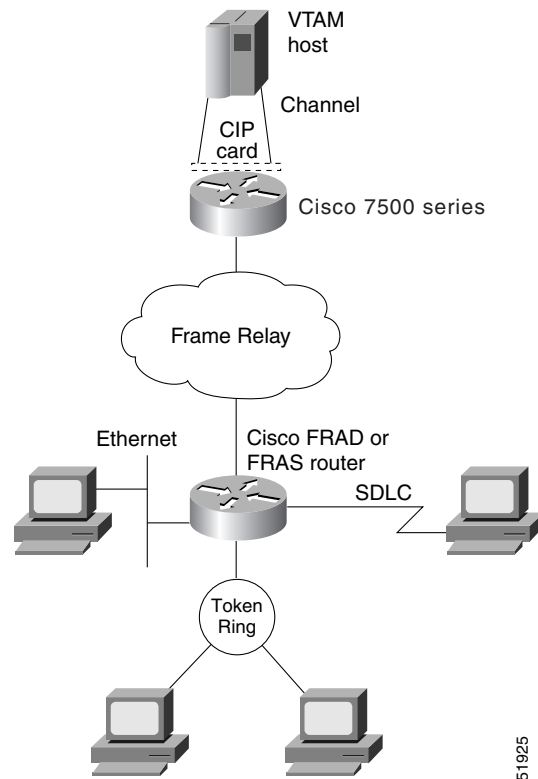 VTAM
host
Channel
CIP
card
Cisco 7500 series
Frame Relay
Ethernet
Cisco FRAD or
FRAS router
SDLC
Token
Ring
51925